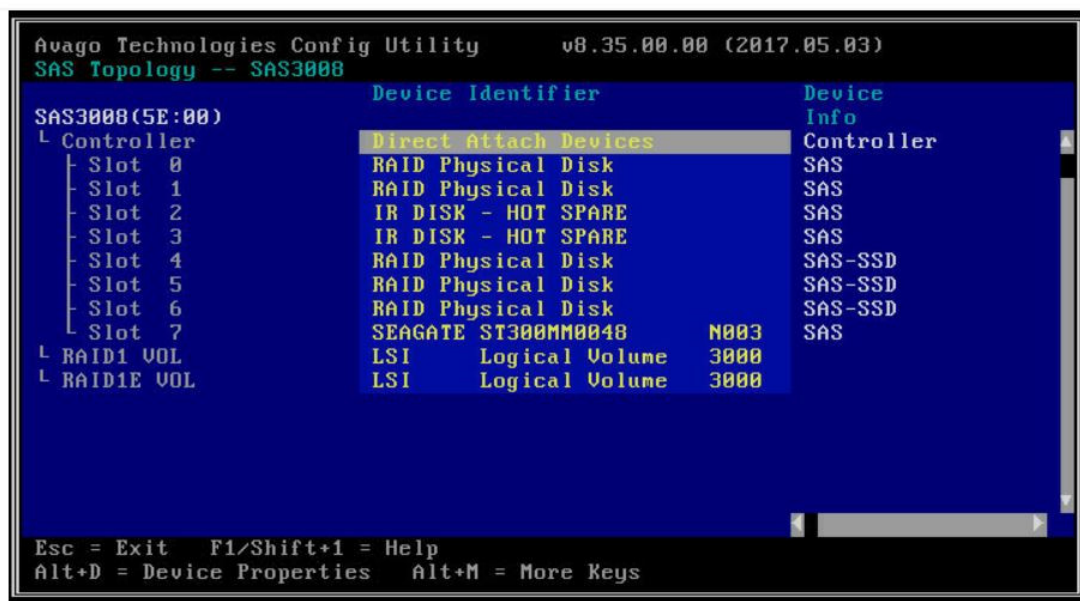 Avago Technologies Config Utility v8.35.00.00 (2017.05.03)
SAS Topology -- SAS3008
Device Identifier Device
SAS3008(5E:00) Info
Controller Direct Attach Devices Controller
Slot 0 RAID Physical Disk SAS
Slot 1 RAID Physical Disk SAS
Slot 2 IR DISK - HOT SPARE SAS
Slot 3 IR DISK - HOT SPARE SAS
Slot 4 RAID Physical Disk SAS-SSD
Slot 5 RAID Physical Disk SAS-SSD
Slot 6 RAID Physical Disk SAS-SSD
Slot 7 SEAGATE ST300MM0048 N003 SAS
RAID1 VOL LSI Logical Volume 3000
RAID1E VOL LSI Logical Volume 3000
Esc = Exit F1/Shift+1 = Help
Alt+D = Device Properties Alt+M = More Keys